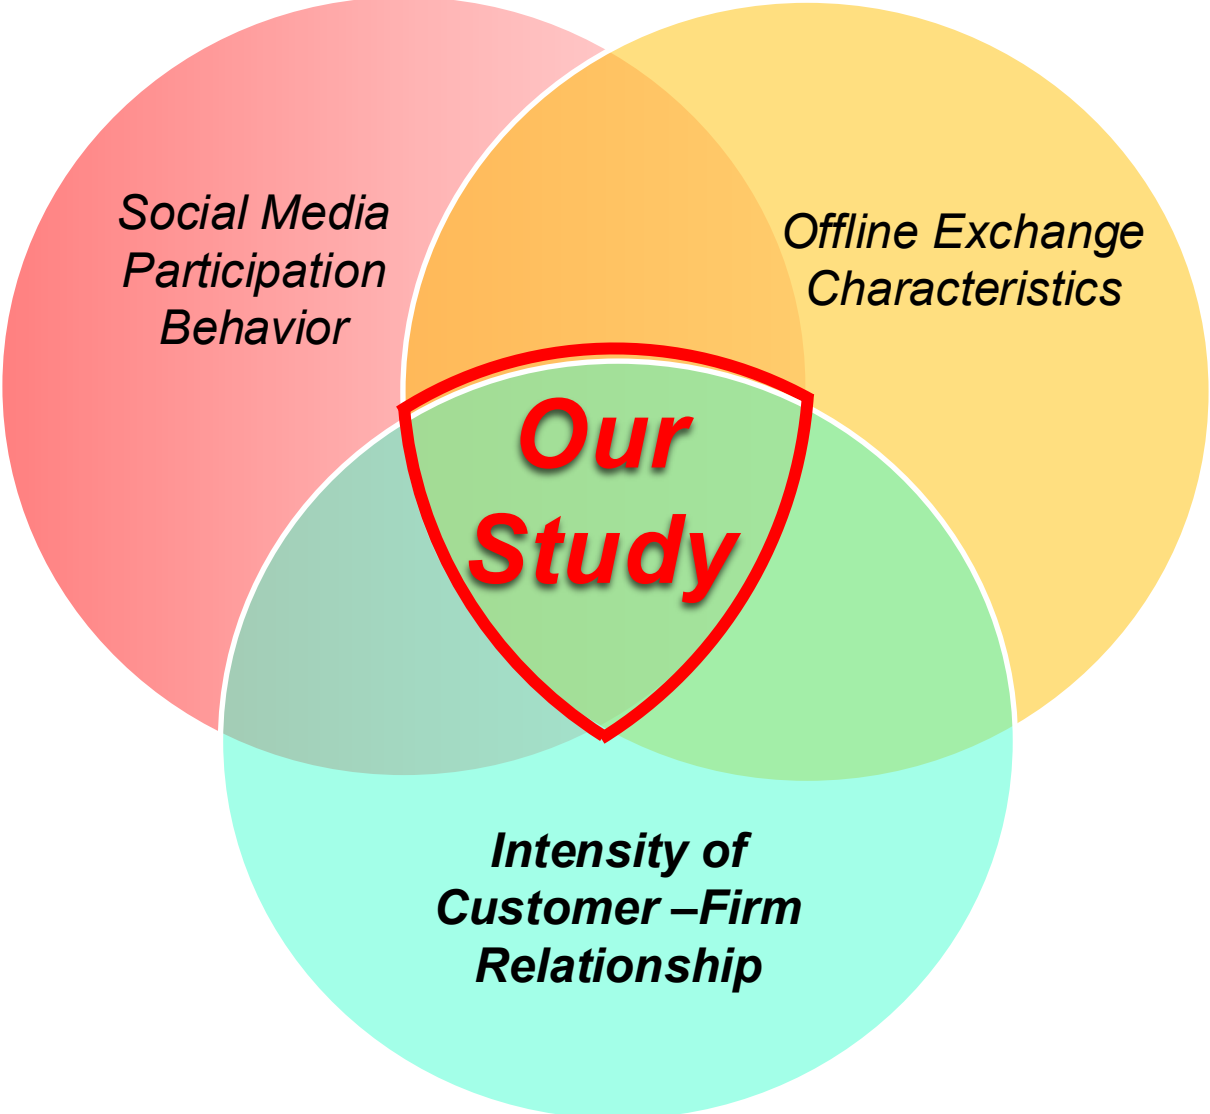 Social Media
Participation
Behavior
Offline Exchange
Characteristics
Our
Study
Intensity of
Customer –Firm
Relationship